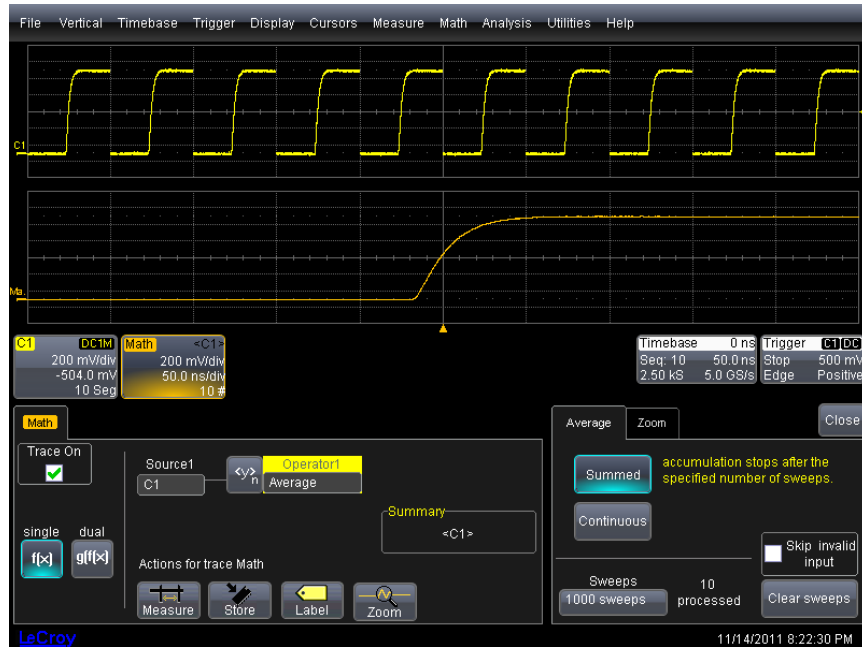 File Vertical Timebase Trigger Display Cursors Measure Math Analysis Utilities Help
C1
Ma.
C1 DC1M
200 mV/div
-504.0 mV
10 Seg
Math <C1>
200 mV/div
50.0 ns/div
10 #
Timebase 0 ns
Seq: 10 50.0 ns
2.50 kS 5.0 GS/s
Trigger C1 DC
Stop 500 mV
Edge Positive
Math
Trace On
Source1
C1
<y>n
Operator1
Average
Summary
<C1>
single dual
f(x) g(f(x)
Actions for trace Math
Measure Store Label Zoom
Average Zoom Close
Summed
accumulation stops after the
specified number of sweeps.
Continuous
Skip invalid
input
Sweeps
1000 sweeps
10
processed
Clear sweeps
LeCroy
11/14/2011 8:22:30 PM